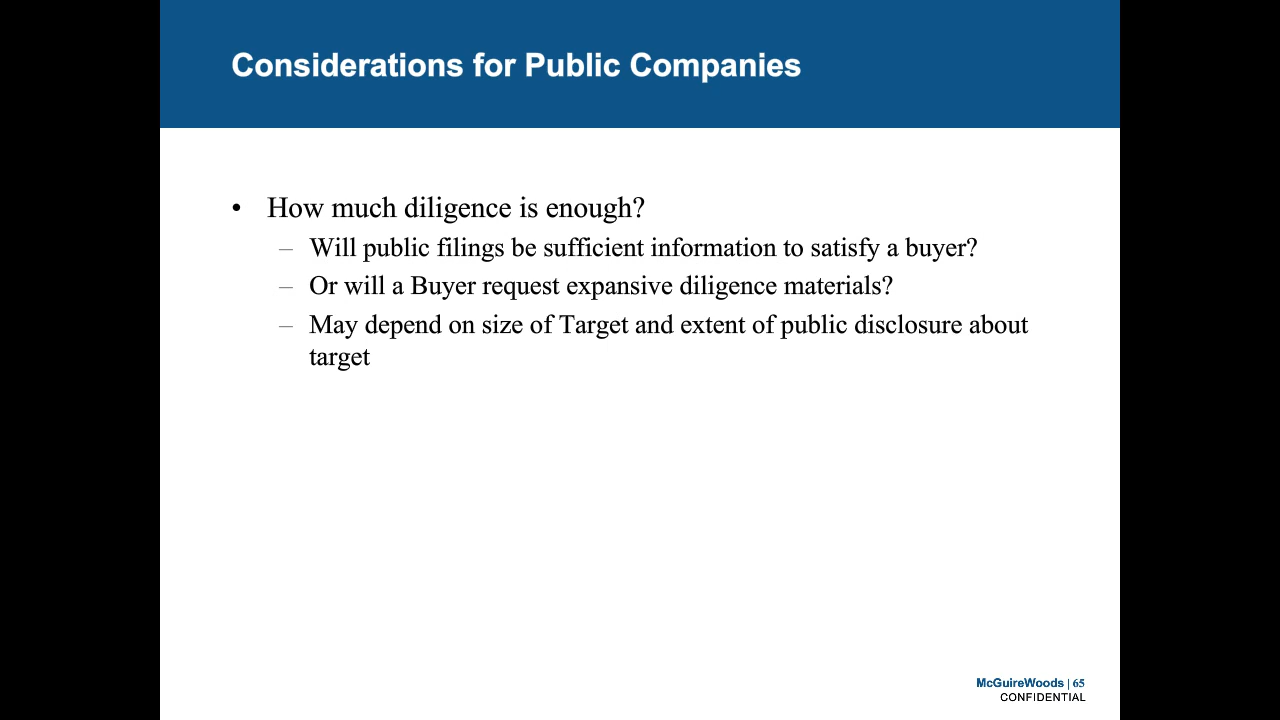 Considerations for Public Companies
• How much diligence is enough?
– Will public filings be sufficient information to satisfy a buyer?
– Or will a Buyer request expansive diligence materials?
– May depend on size of Target and extent of public disclosure about
target
McGuireWoods | 65
CONFIDENTIAL